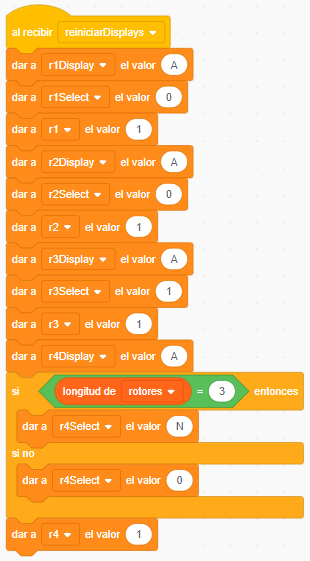 al recibir reiniciarDisplays
dar a r1Display el valor A
dar a r1Select el valor 0
dar a r1 el valor 1
dar a r2Display el valor A
dar a r2Select el valor 0
dar a r2 el valor 1
dar a r3Display el valor A
dar a r3Select el valor 1
dar a r3 el valor 1
dar a r4Display el valor A
si longitud de rotores = 3 entonces
dar a r4Select el valor N
si no
dar a r4Select el valor 0
dar a r4 el valor 1